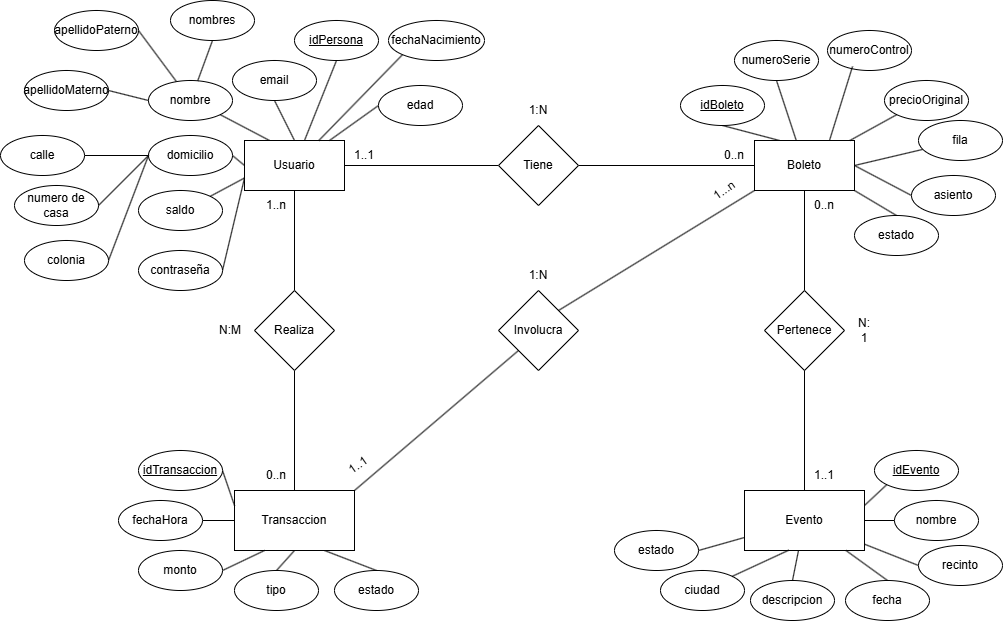 nombres
apellidoPaterno
idPersona
fechaNacimiento
numeroControl
numeroSerie
email
apellidoMaterno
nombre
edad
idBoleto
precioOriginal
1:N
fila
calle
domicilio
Usuario
1..1
Tiene
0..n
Boleto
numero de
casa
saldo
1..n
1...n
0..n
asiento
estado
colonia
contraseña
1:N
N:M
Realiza
Involucra
Pertenece
N:
1
idTransaccion
0..n
1..1
1..1
idEvento
fechaHora
Transaccion
Evento
nombre
estado
recinto
monto
tipo
estado
ciudad
descripcion
fecha